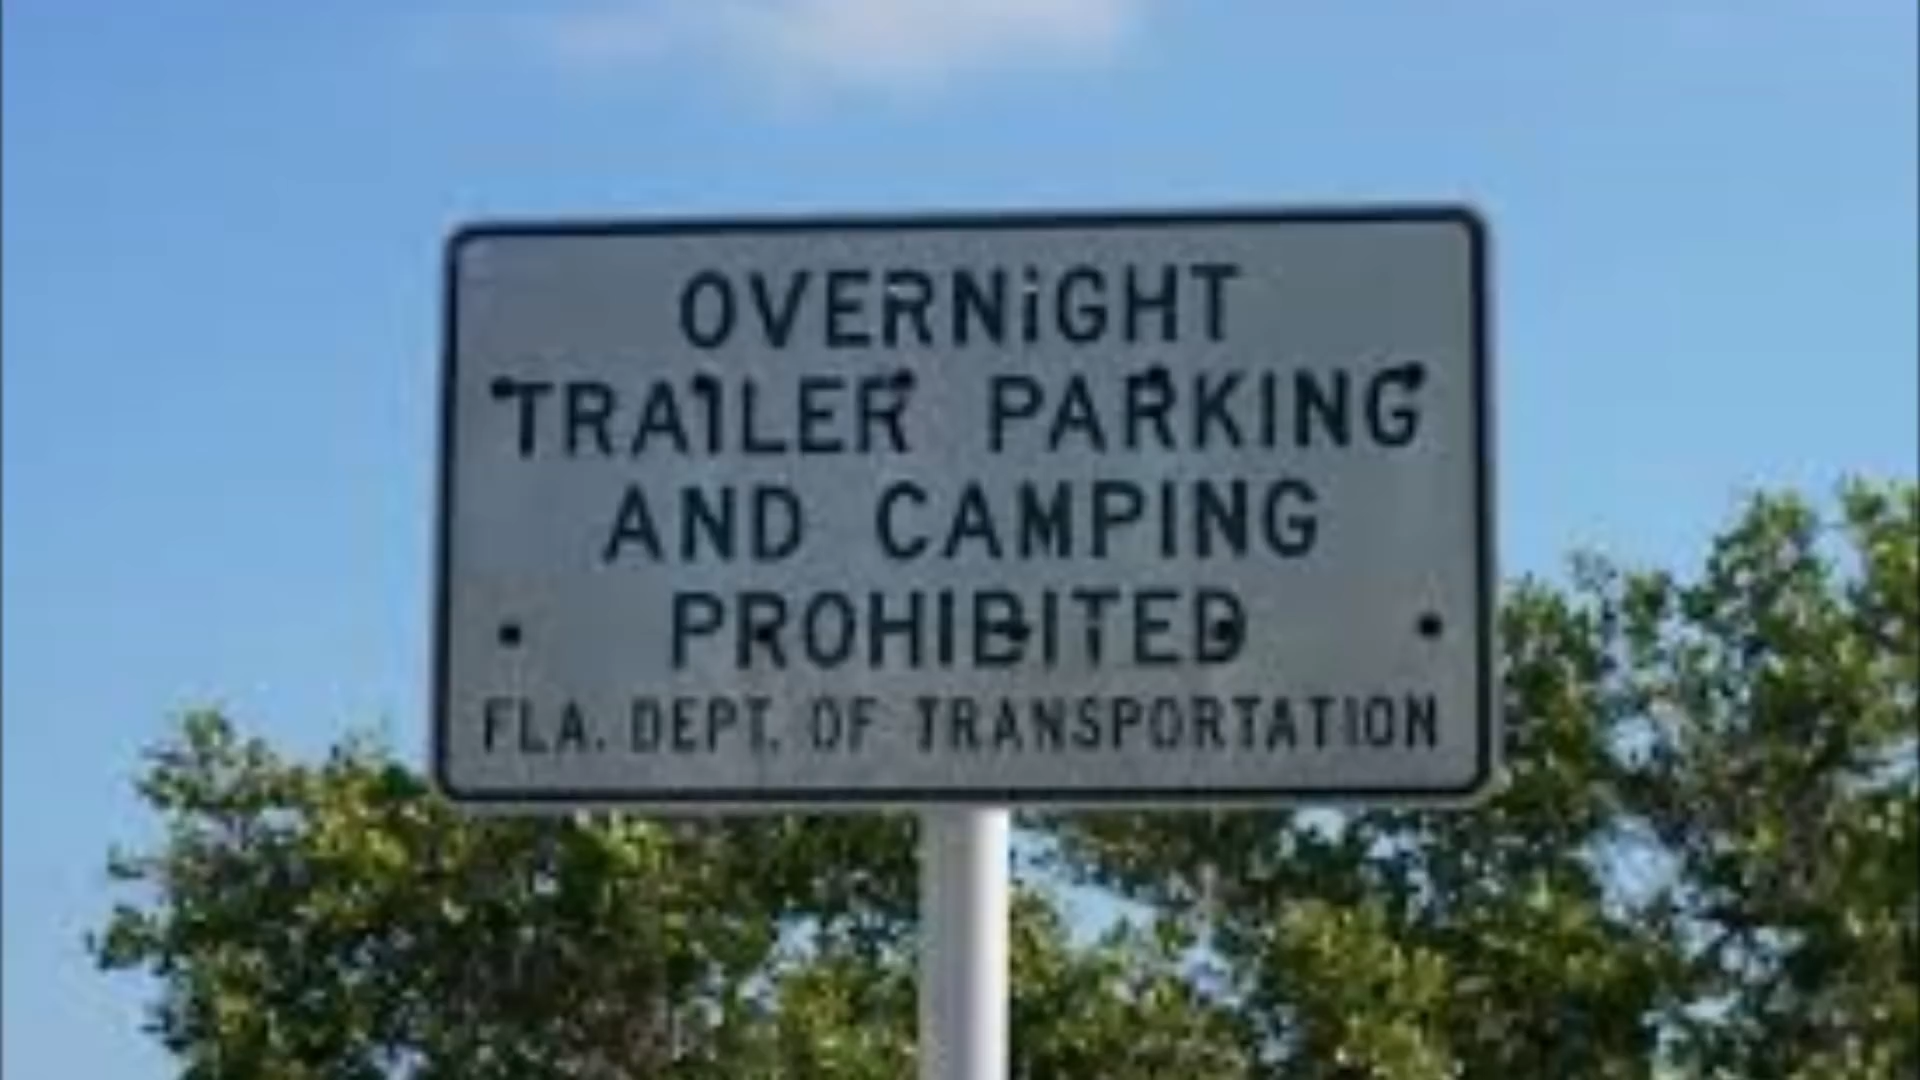 OVERNiGHT
TRAILER PARKING
AND CAMPING
PROHIBITED
FLA. DEPT. OF TRANSPORTATION